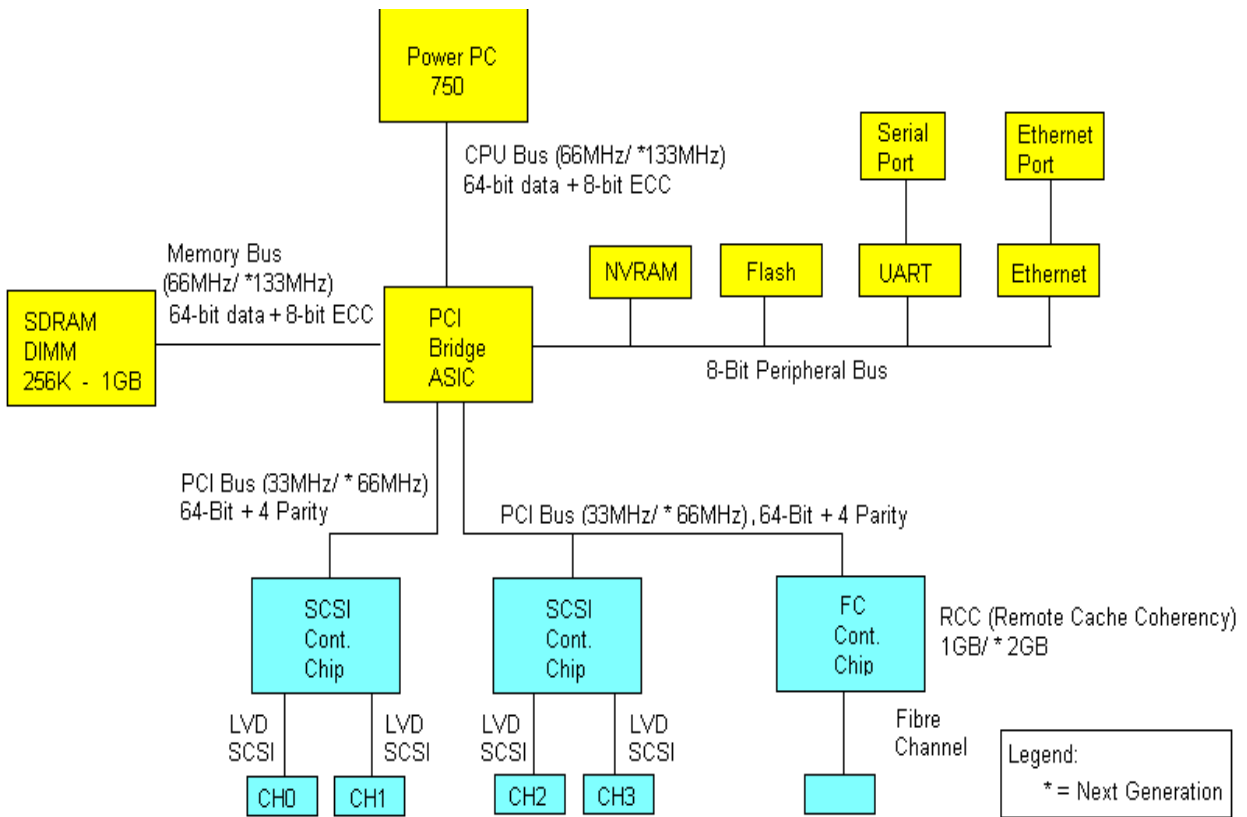 Power PC
750
CPU Bus (66MHz/ *133MHz)
64-bit data + 8-bit ECC
Serial
Port
Ethernet
Port
Memory Bus
(66MHz/ *133MHz)
64-bit data + 8-bit ECC
NVRAM
Flash
UART
Ethernet
SDRAM
DIMM
256K - 1GB
PCI
Bridge
ASIC
8-Bit Peripheral Bus
PCI Bus (33MHz/ * 66MHz)
64-Bit + 4 Parity
PCI Bus (33MHz/ * 66MHz), 64-Bit + 4 Parity
SCSI
Cont.
Chip
SCSI
Cont.
Chip
FC
Cont.
Chip
RCC (Remote Cache Coherency)
1GB/ * 2GB
LVD
SCSI
LVD
SCSI
LVD
SCSI
LVD
SCSI
Fibre
Channel
CH0
CH1
CH2
CH3
Legend:
* = Next Generation